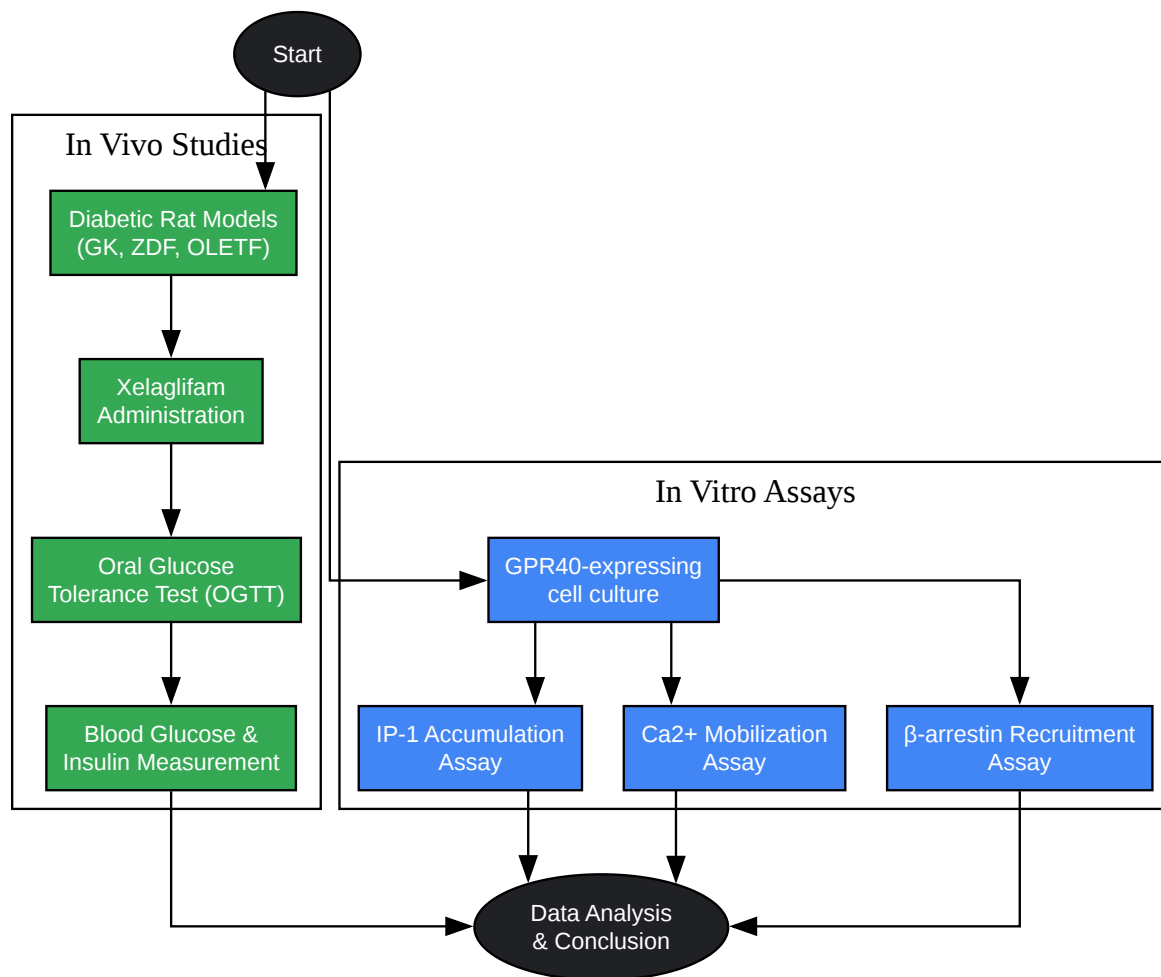 Start
In Vivo Studies
Diabetic Rat Models
(GK, ZDF, OLETF)
Xelaglifam
Administration
Oral Glucose
Tolerance Test (OGTT)
Blood Glucose &
Insulin Measurement
In Vitro Assays
GPR40-expressing
cell culture
IP-1 Accumulation
Assay
Ca2+ Mobilization
Assay
β-arrestin Recruitment
Assay
Data Analysis
& Conclusion